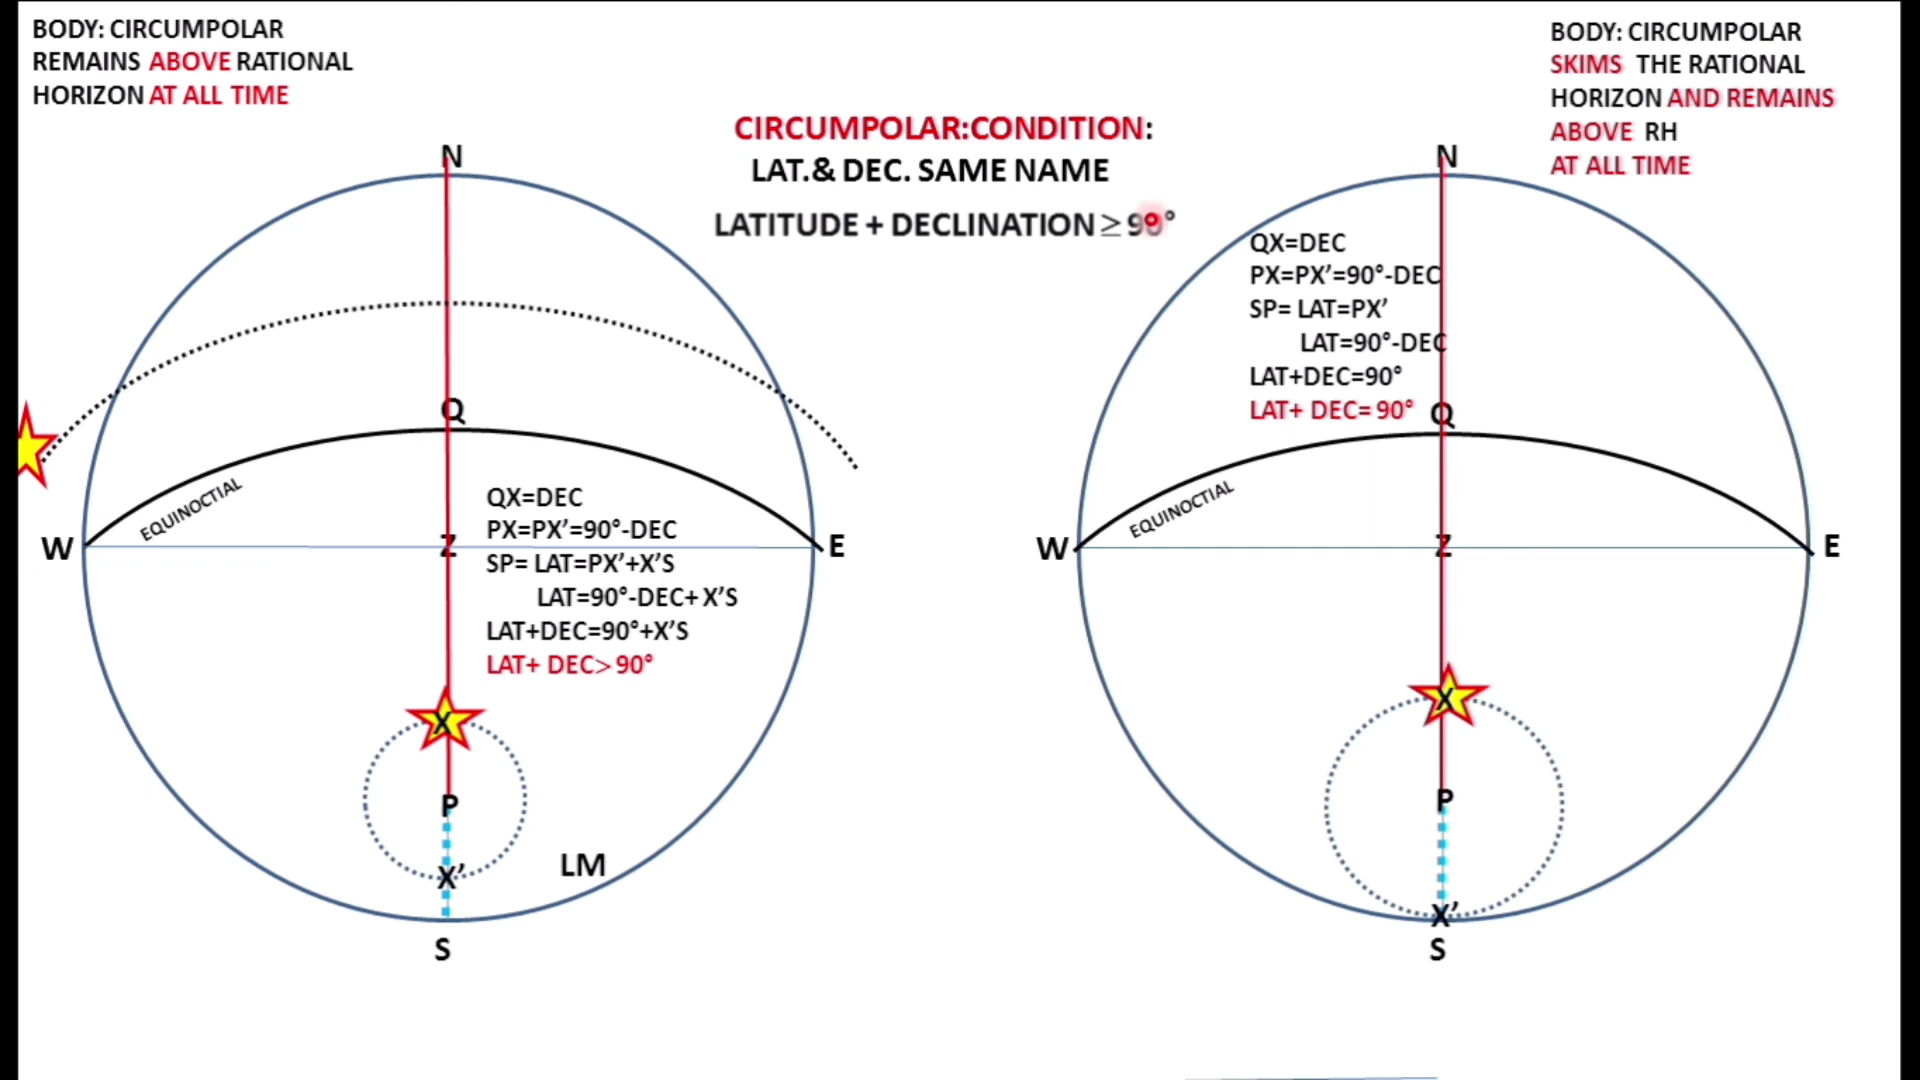 BODY: CIRCUMPOLAR
REMAINS ABOVE RATIONAL
HORIZON AT ALL TIME
BODY: CIRCUMPOLAR
SKIMS THE RATIONAL
HORIZON AND REMAINS
ABOVE RH
AT ALL TIME
CIRCUMPOLAR:CONDITION:
LAT.& DEC. SAME NAME
LATITUDE + DECLINATION ≥ 90°
N
Q
EQUINOCTIAL
W
Z
E
QX=DEC
PX=PX’=90°-DEC
SP= LAT=PX’+X’S
LAT=90°-DEC+ X’S
LAT+DEC=90°+X’S
LAT+ DEC> 90°
X
P
X’
LM
S
N
QX=DEC
PX=PX’=90°-DEC
SP= LAT=PX’
LAT=90°-DEC
LAT+DEC=90°
LAT+ DEC= 90°
Q
EQUINOCTIAL
W
Z
E
X
P
X’
S